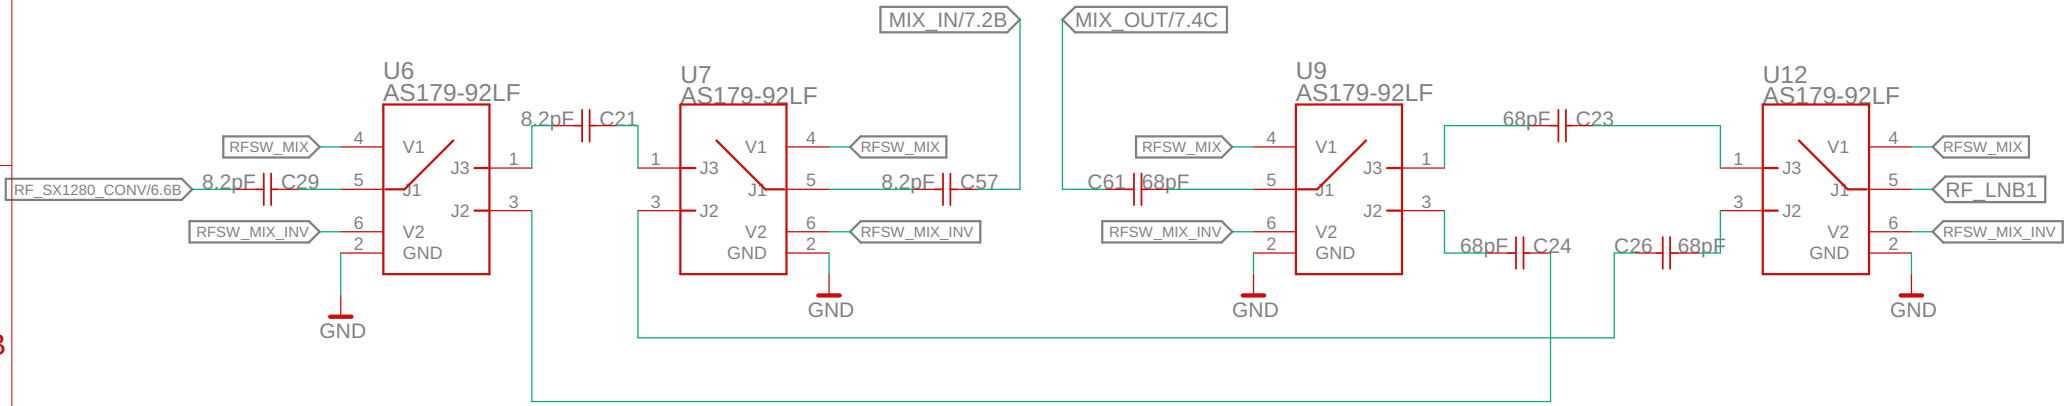 MIX_IN/7.2B
MIX_OUT/7.4C
U6
AS179-92LF
U7
AS179-92LF
U9
AS179-92LF
U12
AS179-92LF
RFSW_MIX
4
V1
J3
1
8.2pF
C21
RF_SX1280_CONV/6.6B
8.2pF
C29
5
J1
J2
3
RFSW_MIX_INV
6
V2
2
GND
GND
1
J3
V1
4
RFSW_MIX
J1
5
8.2pF
C57
3
J2
V2
6
RFSW_MIX_INV
GND
2
GND
RFSW_MIX
4
V1
J3
1
68pF
C23
C61
68pF
5
J1
J2
3
RFSW_MIX_INV
6
V2
2
GND
GND
68pF
C24
C26
68pF
1
J3
V1
4
RFSW_MIX
J1
5
RF_LNB1
3
J2
V2
6
RFSW_MIX_INV
GND
2
GND